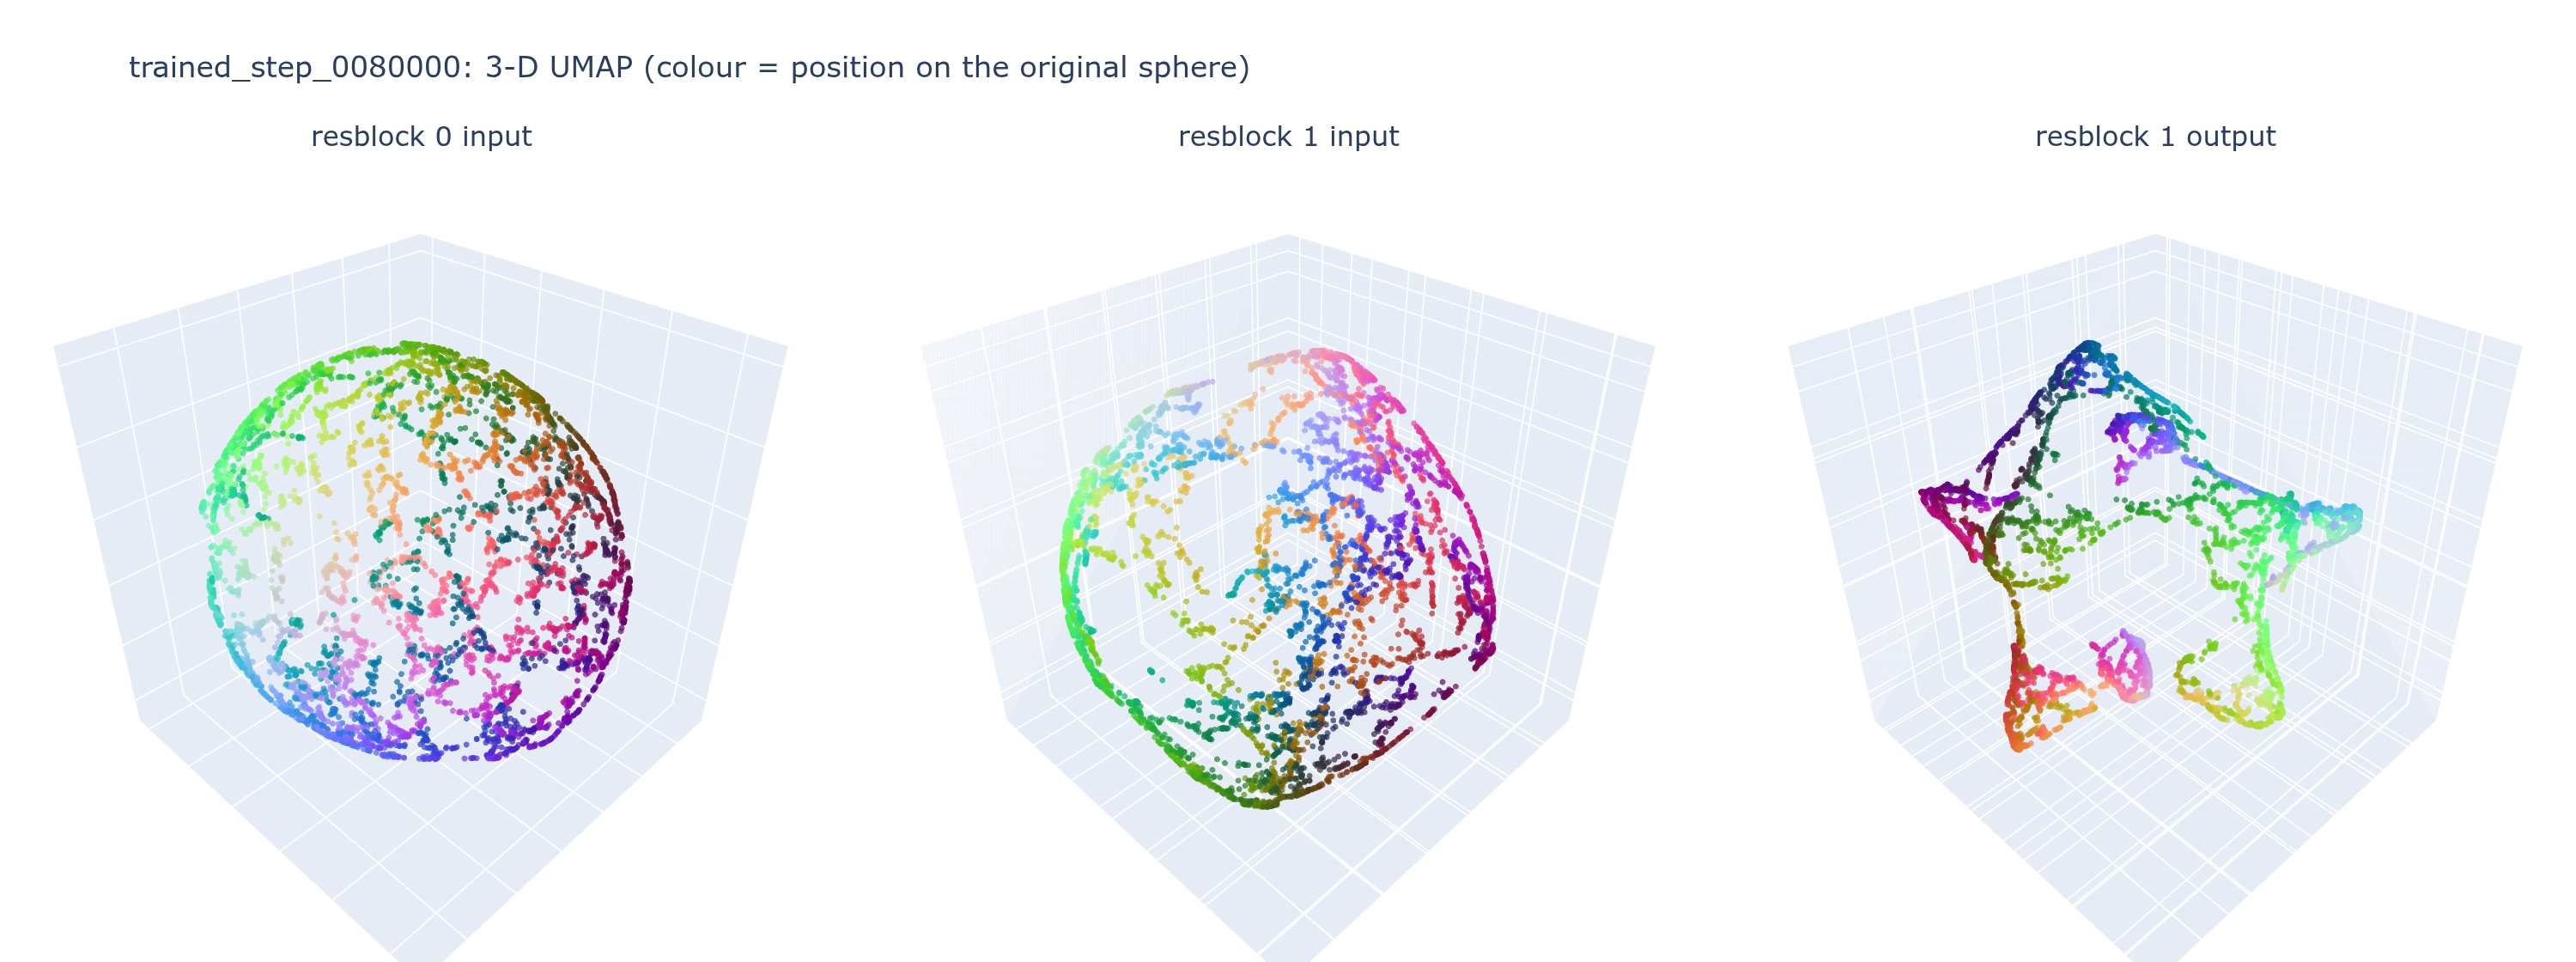 trained_step_0080000: 3-D UMAP (colour = position on the original sphere)
resblock 0 input
resblock 1 input
resblock 1 output